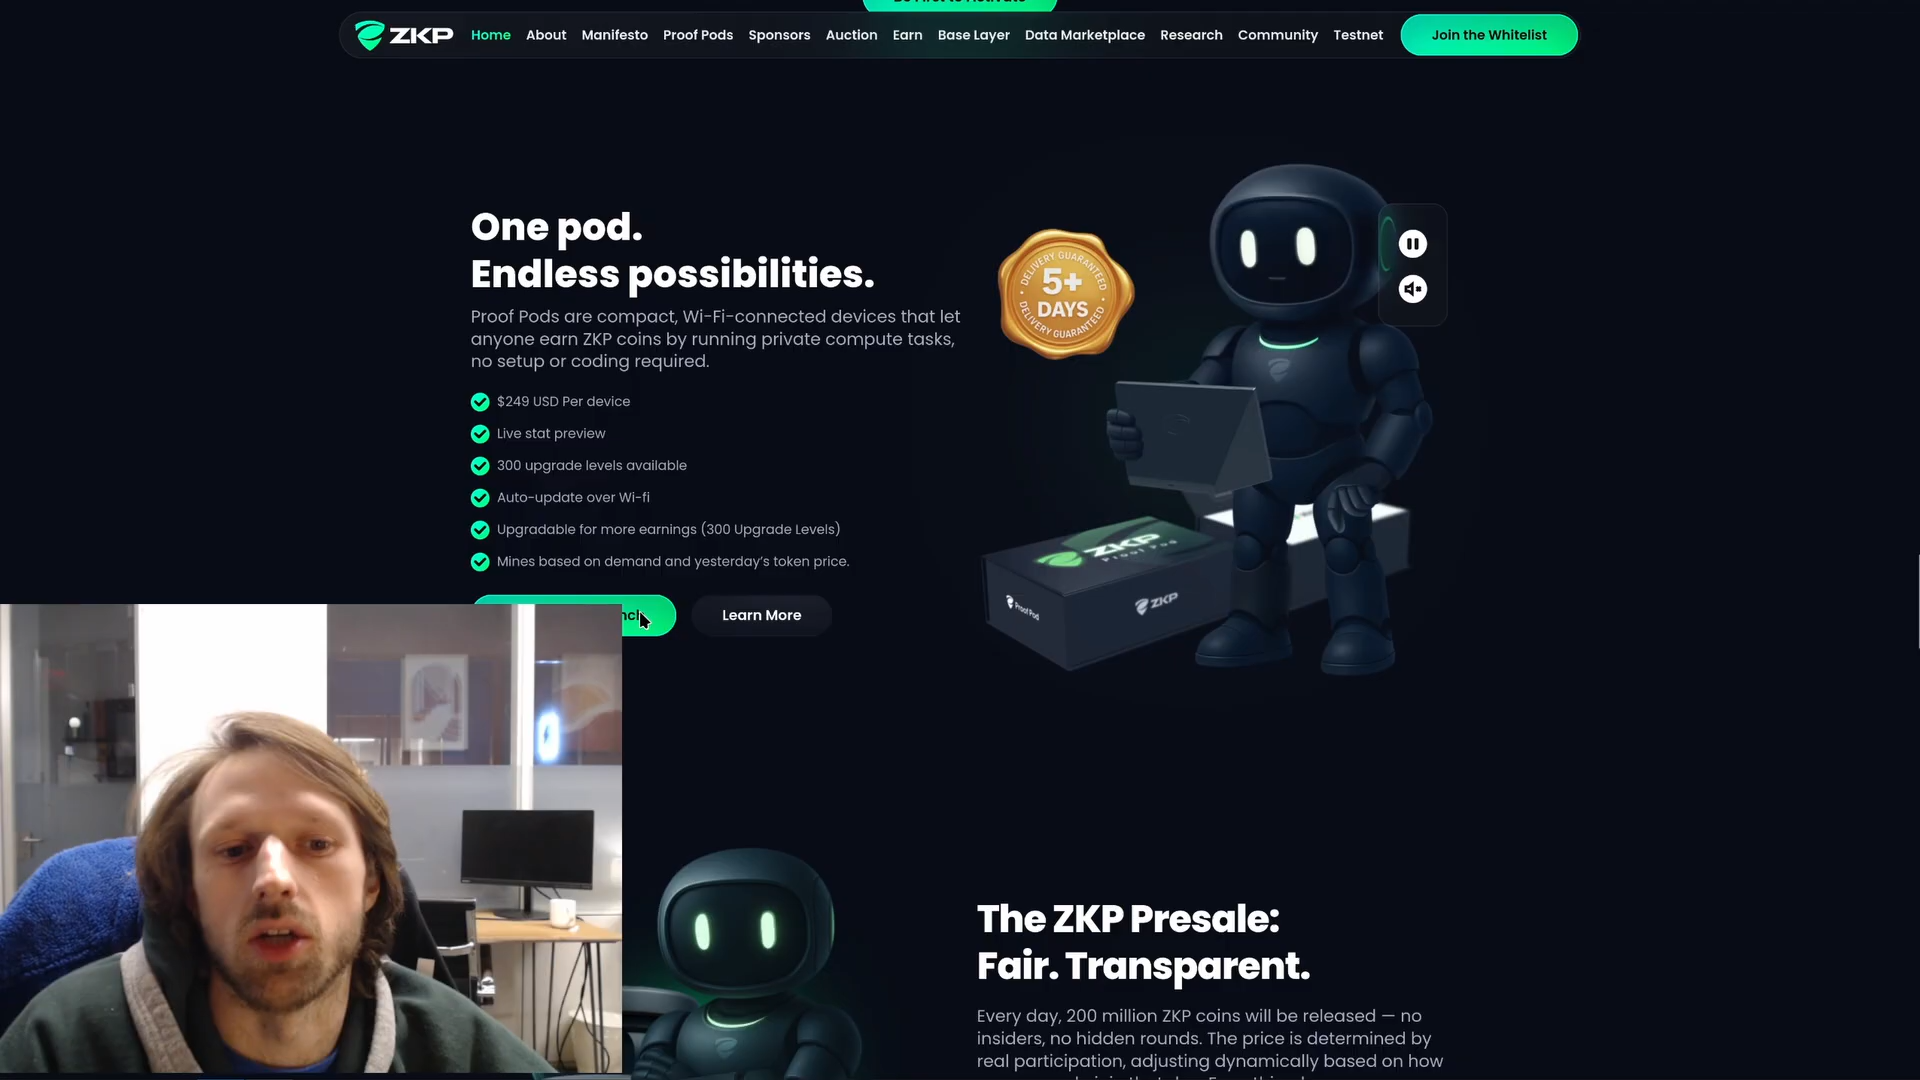 ZKP Home About Manifesto Proof Pods Sponsors Auction Earn Base Layer Data Marketplace Research Community Testnet Join the Whitelist
One pod.
Endless possibilities.
Proof Pods are compact, Wi-Fi-connected devices that let
anyone earn ZKP coins by running private compute tasks,
no setup or coding required.
$249 USD Per device
Live stat preview
300 upgrade levels available
Auto-update over Wi-fi
Upgradable for more earnings (300 Upgrade Levels)
Mines based on demand and yesterday's token price.
Learn More
DELIVERY GUARANTEED
5+
DAYS
DELIVERY GUARANTEED
ZKP
Proof Pod
Proof Pod
ZKP
The ZKP Presale:
Fair. Transparent.
Every day, 200 million ZKP coins will be released — no
insiders, no hidden rounds. The price is determined by
real participation, adjusting dynamically based on how